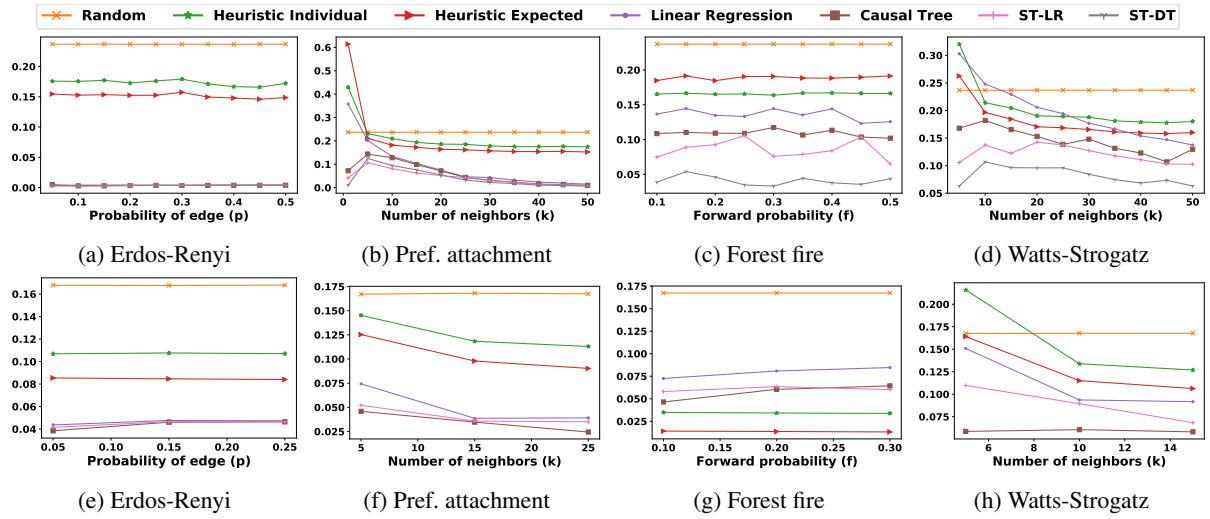 Random Heuristic Individual Heuristic Expected Linear Regression Causal Tree ST-LR ST-DT
0.20
0.15
0.10
0.05
0.00
0.1 0.2 0.3 0.4 0.5
Probability of edge (p)
(a) Erdos-Renyi
0.6
0.5
0.4
0.3
0.2
0.1
0.0
0 10 20 30 40 50
Number of neighbors (k)
(b) Pref. attachment
0.20
0.15
0.10
0.05
0.1 0.2 0.3 0.4 0.5
Forward probability (f)
(c) Forest fire
0.30
0.25
0.20
0.15
0.10
0.05
10 20 30 40 50
Number of neighbors (k)
(d) Watts-Strogatz
0.16
0.14
0.12
0.10
0.08
0.06
0.04
0.05 0.10 0.15 0.20 0.25
Probability of edge (p)
(e) Erdos-Renyi
0.175
0.150
0.125
0.100
0.075
0.050
0.025
5 10 15 20 25
Number of neighbors (k)
(f) Pref. attachment
0.175
0.150
0.125
0.100
0.075
0.050
0.025
0.10 0.15 0.20 0.25 0.30
Forward probability (f)
(g) Forest fire
0.200
0.175
0.150
0.125
0.100
0.075
6 8 10 12 14
Number of neighbors (k)
(h) Watts-Strogatz